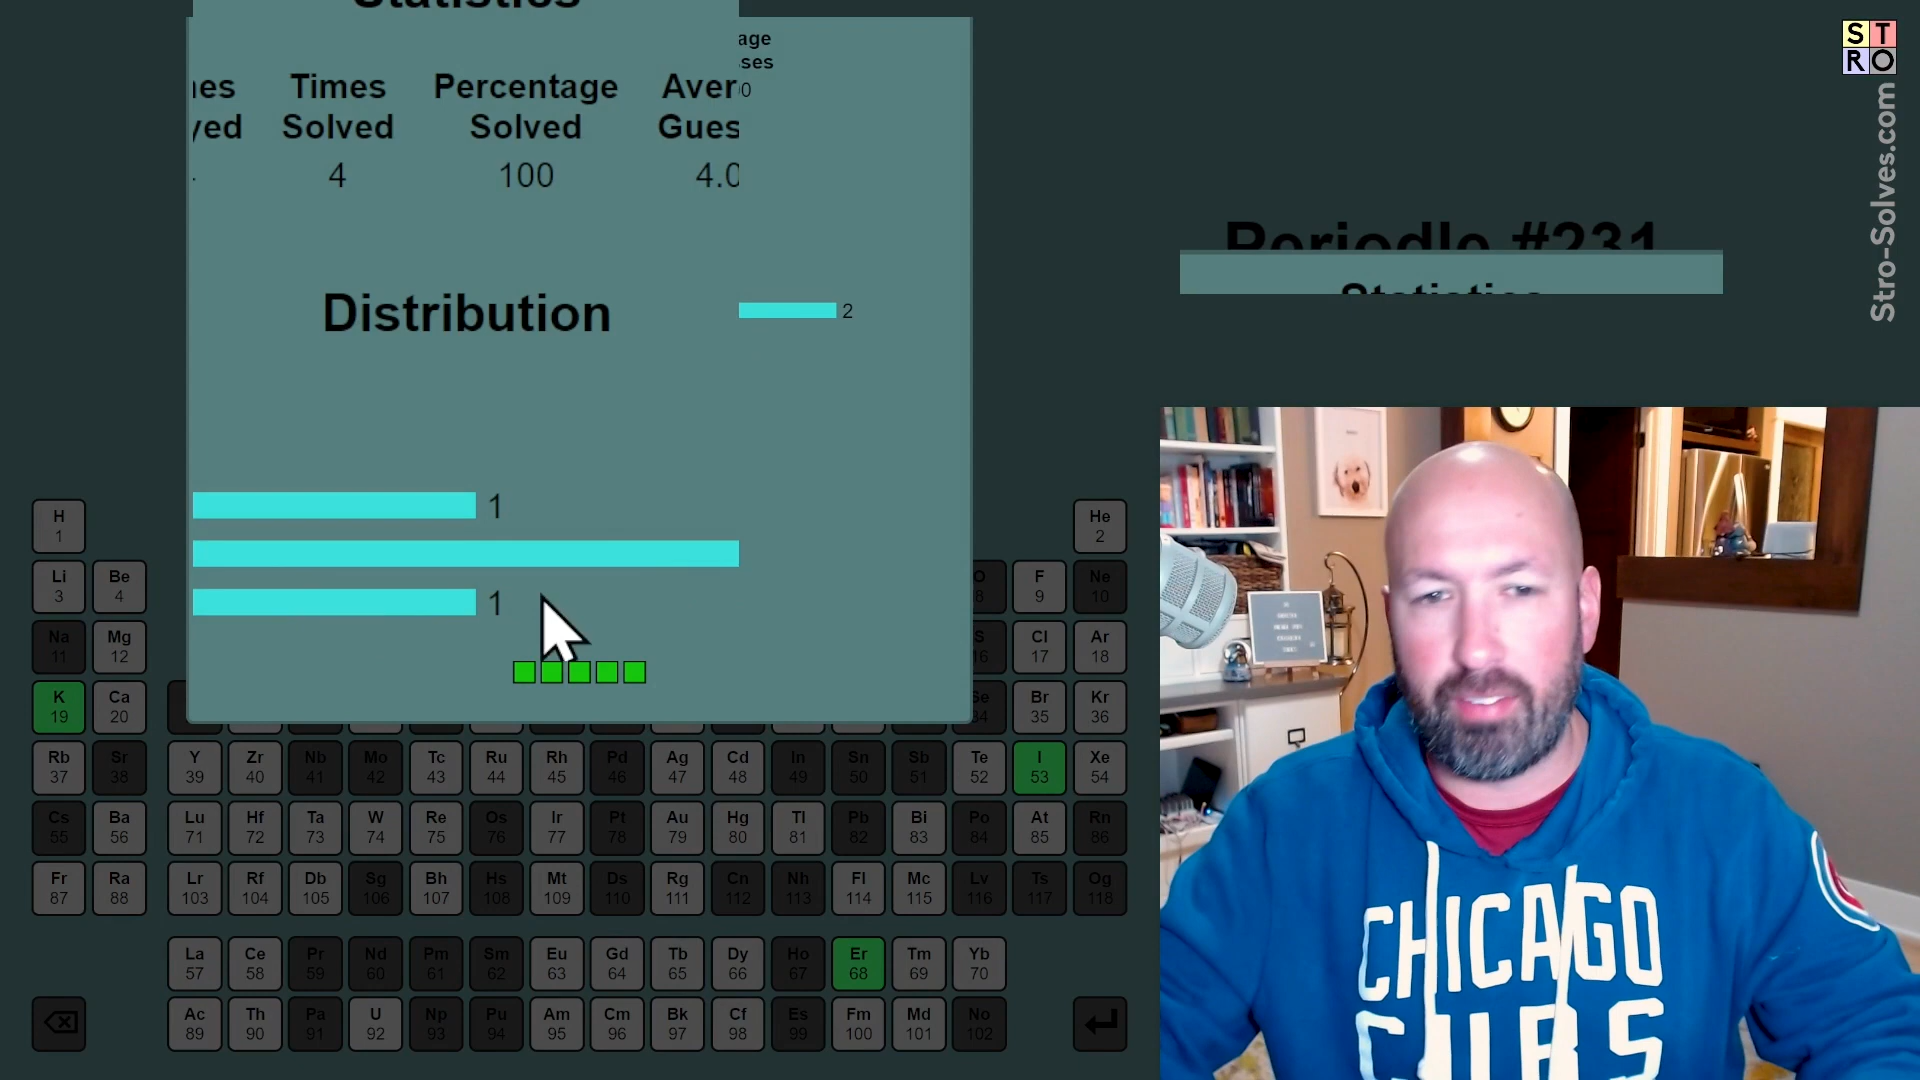 Statistics
Times
Solved
4
Percentage
Solved
100
Aver
Gues
4.0
age
ses
Distribution
2
1
1
Periodle #231
Statistics
S T
R O
Stro-Solves.com
H 1
He 2
Li 3
Be 4
F 9
Ne 10
Na 11
Mg 12
Cl 17
Ar 18
K 19
Ca 20
Br 35
Kr 36
Rb 37
Sr 38
Y 39
Zr 40
Nb 41
Mo 42
Tc 43
Ru 44
Rh 45
Pd 46
Ag 47
Cd 48
In 49
Sn 50
Sb 51
Te 52
I 53
Xe 54
Cs 55
Ba 56
Lu 71
Hf 72
Ta 73
W 74
Re 75
Os 76
Ir 77
Pt 78
Au 79
Hg 80
Tl 81
Pb 82
Bi 83
Po 84
At 85
Rn 86
Fr 87
Ra 88
Lr 103
Rf 104
Db 105
Sg 106
Bh 107
Hs 108
Mt 109
Ds 110
Rg 111
Cn 112
Nh 113
Fl 114
Mc 115
Lv 116
Ts 117
Og 118
La 57
Ce 58
Pr 59
Nd 60
Pm 61
Sm 62
Eu 63
Gd 64
Tb 65
Dy 66
Ho 67
Er 68
Tm 69
Yb 70
Ac 89
Th 90
Pa 91
U 92
Np 93
Pu 94
Am 95
Cm 96
Bk 97
Cf 98
Es 99
Fm 100
Md 101
No 102
CHICAGO
CUBS